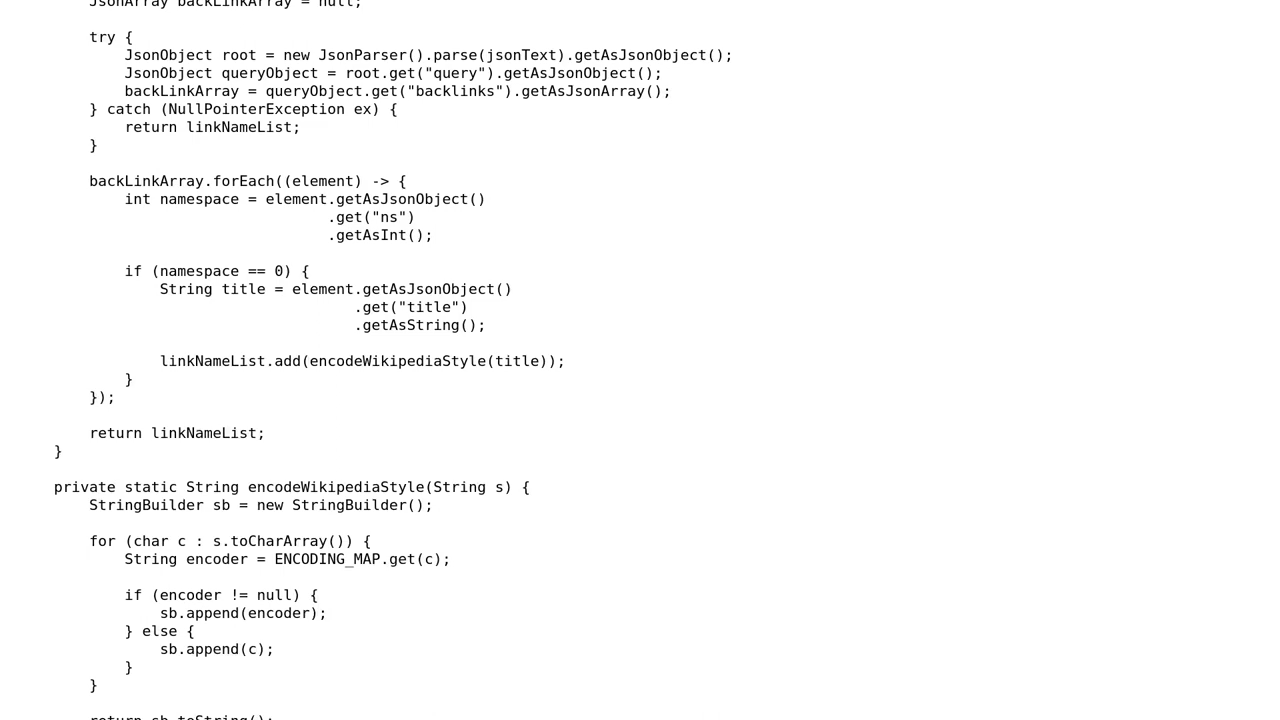 JsonArray backLinkArray = null;
try {
JsonObject root = new JsonParser().parse(jsonText).getAsJsonObject();
JsonObject queryObject = root.get("query").getAsJsonObject();
backLinkArray = queryObject.get("backlinks").getAsJsonArray();
} catch (NullPointerException ex) {
return linkNameList;
}
backLinkArray.forEach((element) -> {
int namespace = element.getAsJsonObject()
.get("ns")
.getAsInt();
if (namespace == 0) {
String title = element.getAsJsonObject()
.get("title")
.getAsString();
linkNameList.add(encodeWikipediaStyle(title));
}
});
return linkNameList;
}
private static String encodeWikipediaStyle(String s) {
StringBuilder sb = new StringBuilder();
for (char c : s.toCharArray()) {
String encoder = ENCODING_MAP.get(c);
if (encoder != null) {
sb.append(encoder);
} else {
sb.append(c);
}
}
return sb.toString();